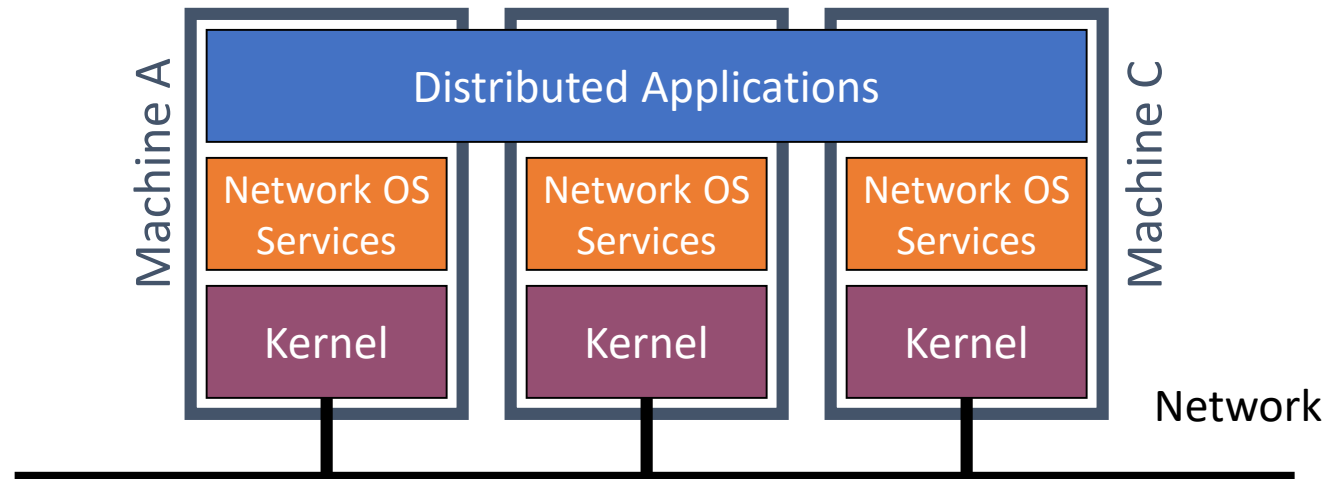 Machine A
Distributed Applications
Machine C
Network OS
Services
Network OS
Services
Network OS
Services
Kernel
Kernel
Kernel
Network